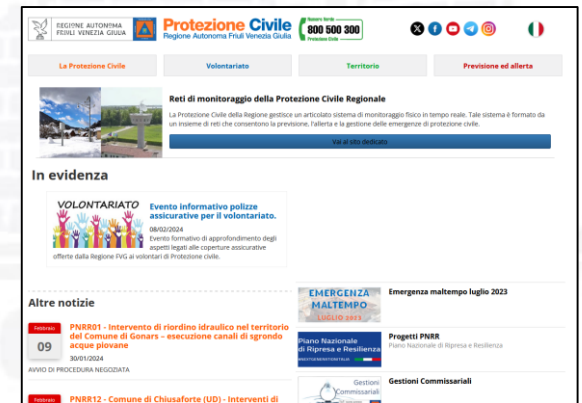 REGIONE AUTONOMA
FRIULI VENEZIA GIULIA
Protezione Civile
Regione Autonoma Friuli Venezia Giulia
Numero Verde
800 500 300
Protezione Civile
La Protezione Civile
Volontariato
Territorio
Previsione ed allerta
Reti di monitoraggio della Protezione Civile Regionale
La Protezione Civile della Regione gestisce un articolato sistema di monitoraggio fisico in tempo reale. Tale sistema è formato da
un insieme di reti che consentono la previsione, l'allerta e la gestione delle emergenze di protezione civile.
Vai al sito dedicato
In evidenza
VOLONTARIATO
Evento informativo polizze
assicurative per il volontariato.
08/02/2024
Evento formativo di approfondimento degli
aspetti legati alle coperture assicurative
offerte dalla Regione FVG ai volontari di Protezione civile.
Altre notizie
Febbraio
09
PNRR01 - Intervento di riordino idraulico nel territorio
del Comune di Gonars – esecuzione canali di sgrondo
acque piovane
30/01/2024
AVVIO DI PROCEDURA NEGOZIATA
Febbraio
PNRR12 - Comune di Chiusaforte (UD) - Interventi di
EMERGENZA
MALTEMPO
LUGLIO 2023
Emergenza maltempo luglio 2023
Piano Nazionale
di Ripresa e Resilienza
Progetti PNRR
Piano Nazionale di Ripresa e Resilienza
Gestioni
Commissariali
Gestioni Commissariali